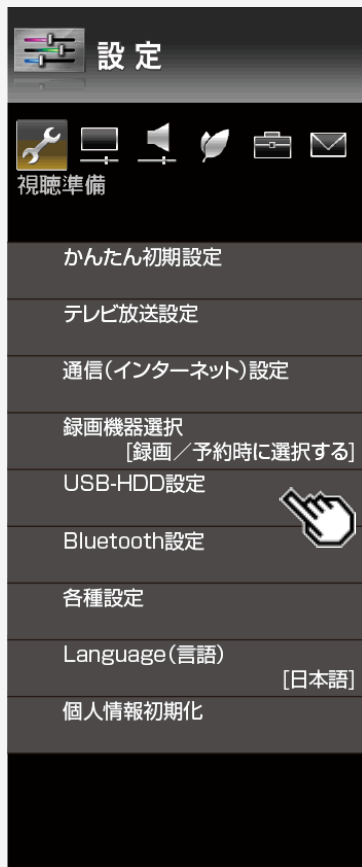 設定
視聴準備
かんたん初期設定
テレビ放送設定
通信(インターネット)設定
録画機器選択
[録画／予約時に選択する]
USB-HDD設定
Bluetooth設定
各種設定
Language(言語)
[日本語]
個人情報初期化